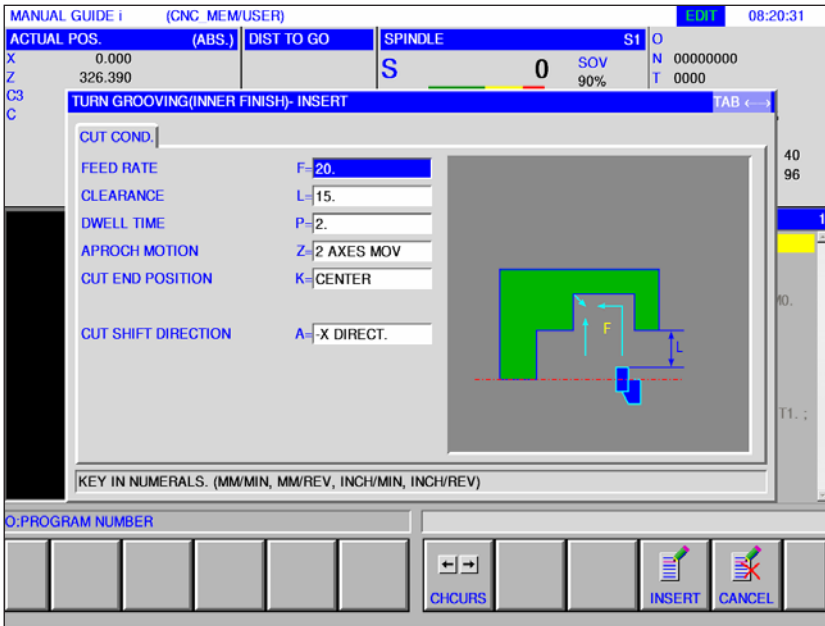 MANUAL GUIDE i (CNC_MEM/USER) EDIT 08:20:31
ACTUAL POS. (ABS.) DIST TO GO SPINDLE S1 O
X 0.000 S 0 SOV N 00000000
Z 326.390 90% T 0000
C3
C
TURN GROOVING(INNER FINISH)- INSERT TAB ←→
CUT COND.
FEED RATE F=20.
CLEARANCE L=15.
DWELL TIME P=2.
APROCH MOTION Z=2 AXES MOV
CUT END POSITION K=CENTER
CUT SHIFT DIRECTION A=-X DIRECT.
F
L
40
96
1
M0.
T1. ;
KEY IN NUMERALS. (MM/MIN, MM/REV, INCH/MIN, INCH/REV)
O:PROGRAM NUMBER
CHCURS INSERT CANCEL